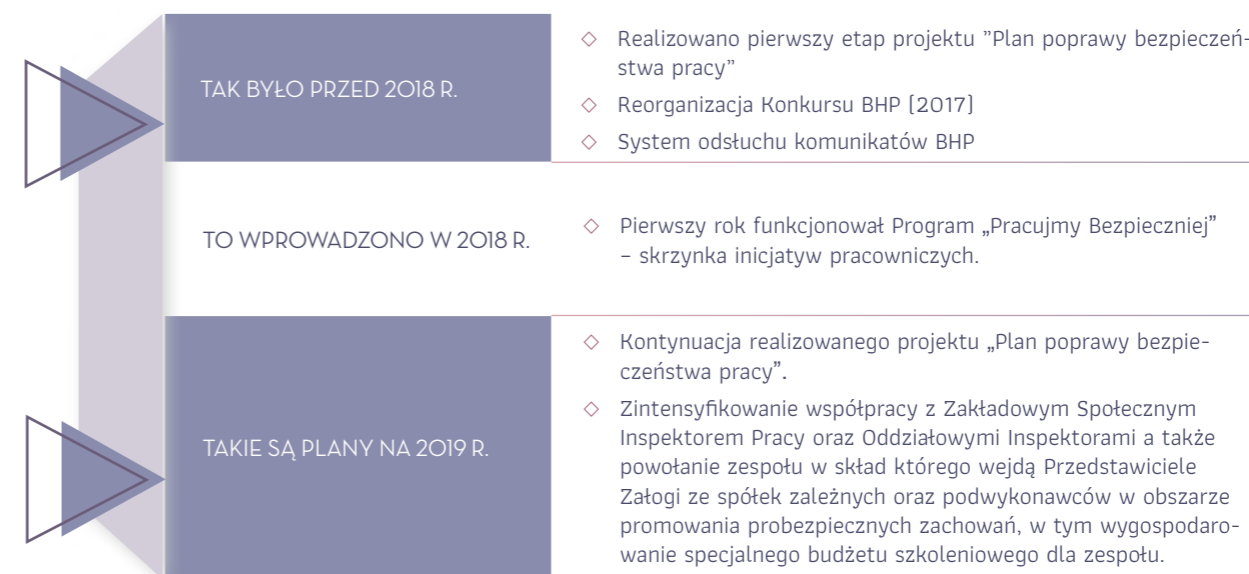 TAK BYŁO PRZED 2018 R.
◇ Realizowano pierwszy etap projektu ”Plan poprawy bezpieczeń-
stwa pracy”
◇ Reorganizacja Konkursu BHP [2017]
◇ System odsłuchu komunikatów BHP
TO WPROWADZONO W 2018 R.
◇ Pierwszy rok funkcjonował Program „Pracujmy Bezpieczniej”
– skrzynka inicjatyw pracowniczych.
TAKIE SĄ PLANY NA 2019 R.
◇ Kontynuacja realizowanego projektu „Plan poprawy bezpie-
czeństwa pracy”.
◇ Zintensyfikowanie współpracy z Zakładowym Społecznym
Inspektorem Pracy oraz Oddziałowymi Inspektorami a także
powołanie zespołu w skład którego wejdą Przedstawiciele
Załogi ze spółek zależnych oraz podwykonawców w obszarze
promowania probezpiecznych zachowań, w tym wygospodaro-
wanie specjalnego budżetu szkoleniowego dla zespołu.